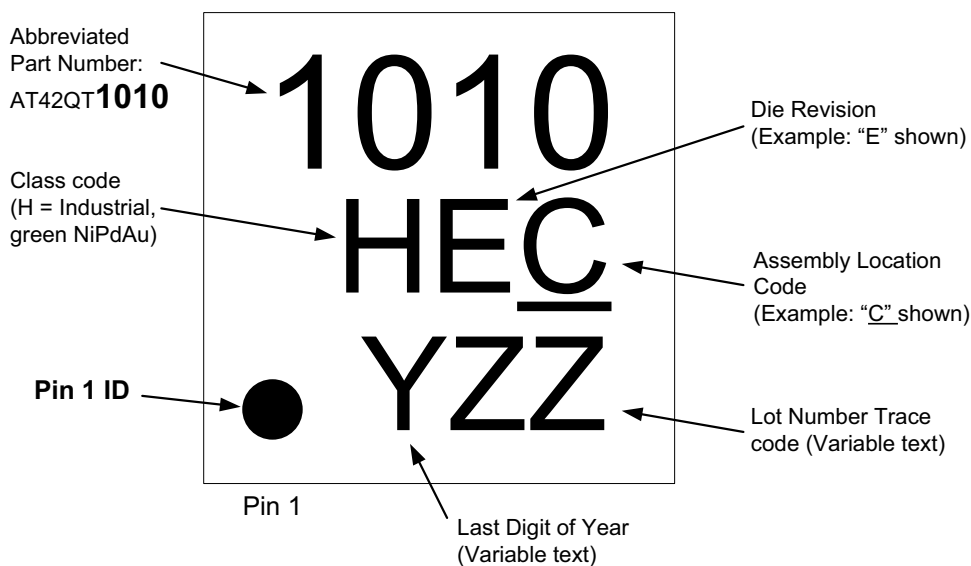 Abbreviated
Part Number:
AT42QT1010
1010
Die Revision
(Example: “E” shown)
Class code
(H = Industrial,
green NiPdAu)
HEC
Assembly Location
Code
(Example: “C” shown)
Pin 1 ID
YZZ
Lot Number Trace
code (Variable text)
Pin 1
Last Digit of Year
(Variable text)